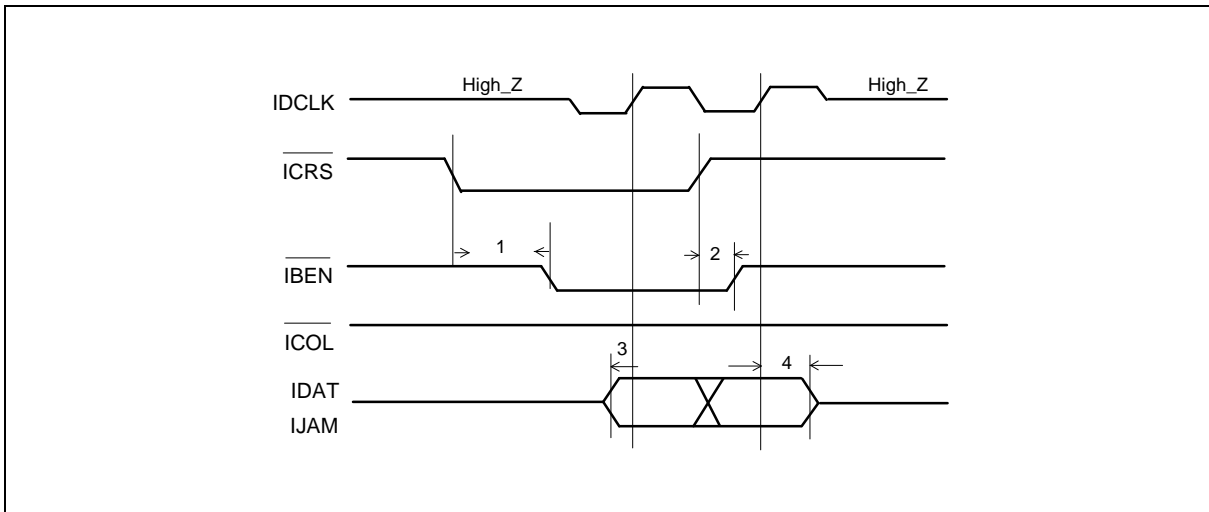 High_Z High_Z
IDCLK
ICRS
1 2
IBEN
ICOL
3
4
IDAT
IJAM